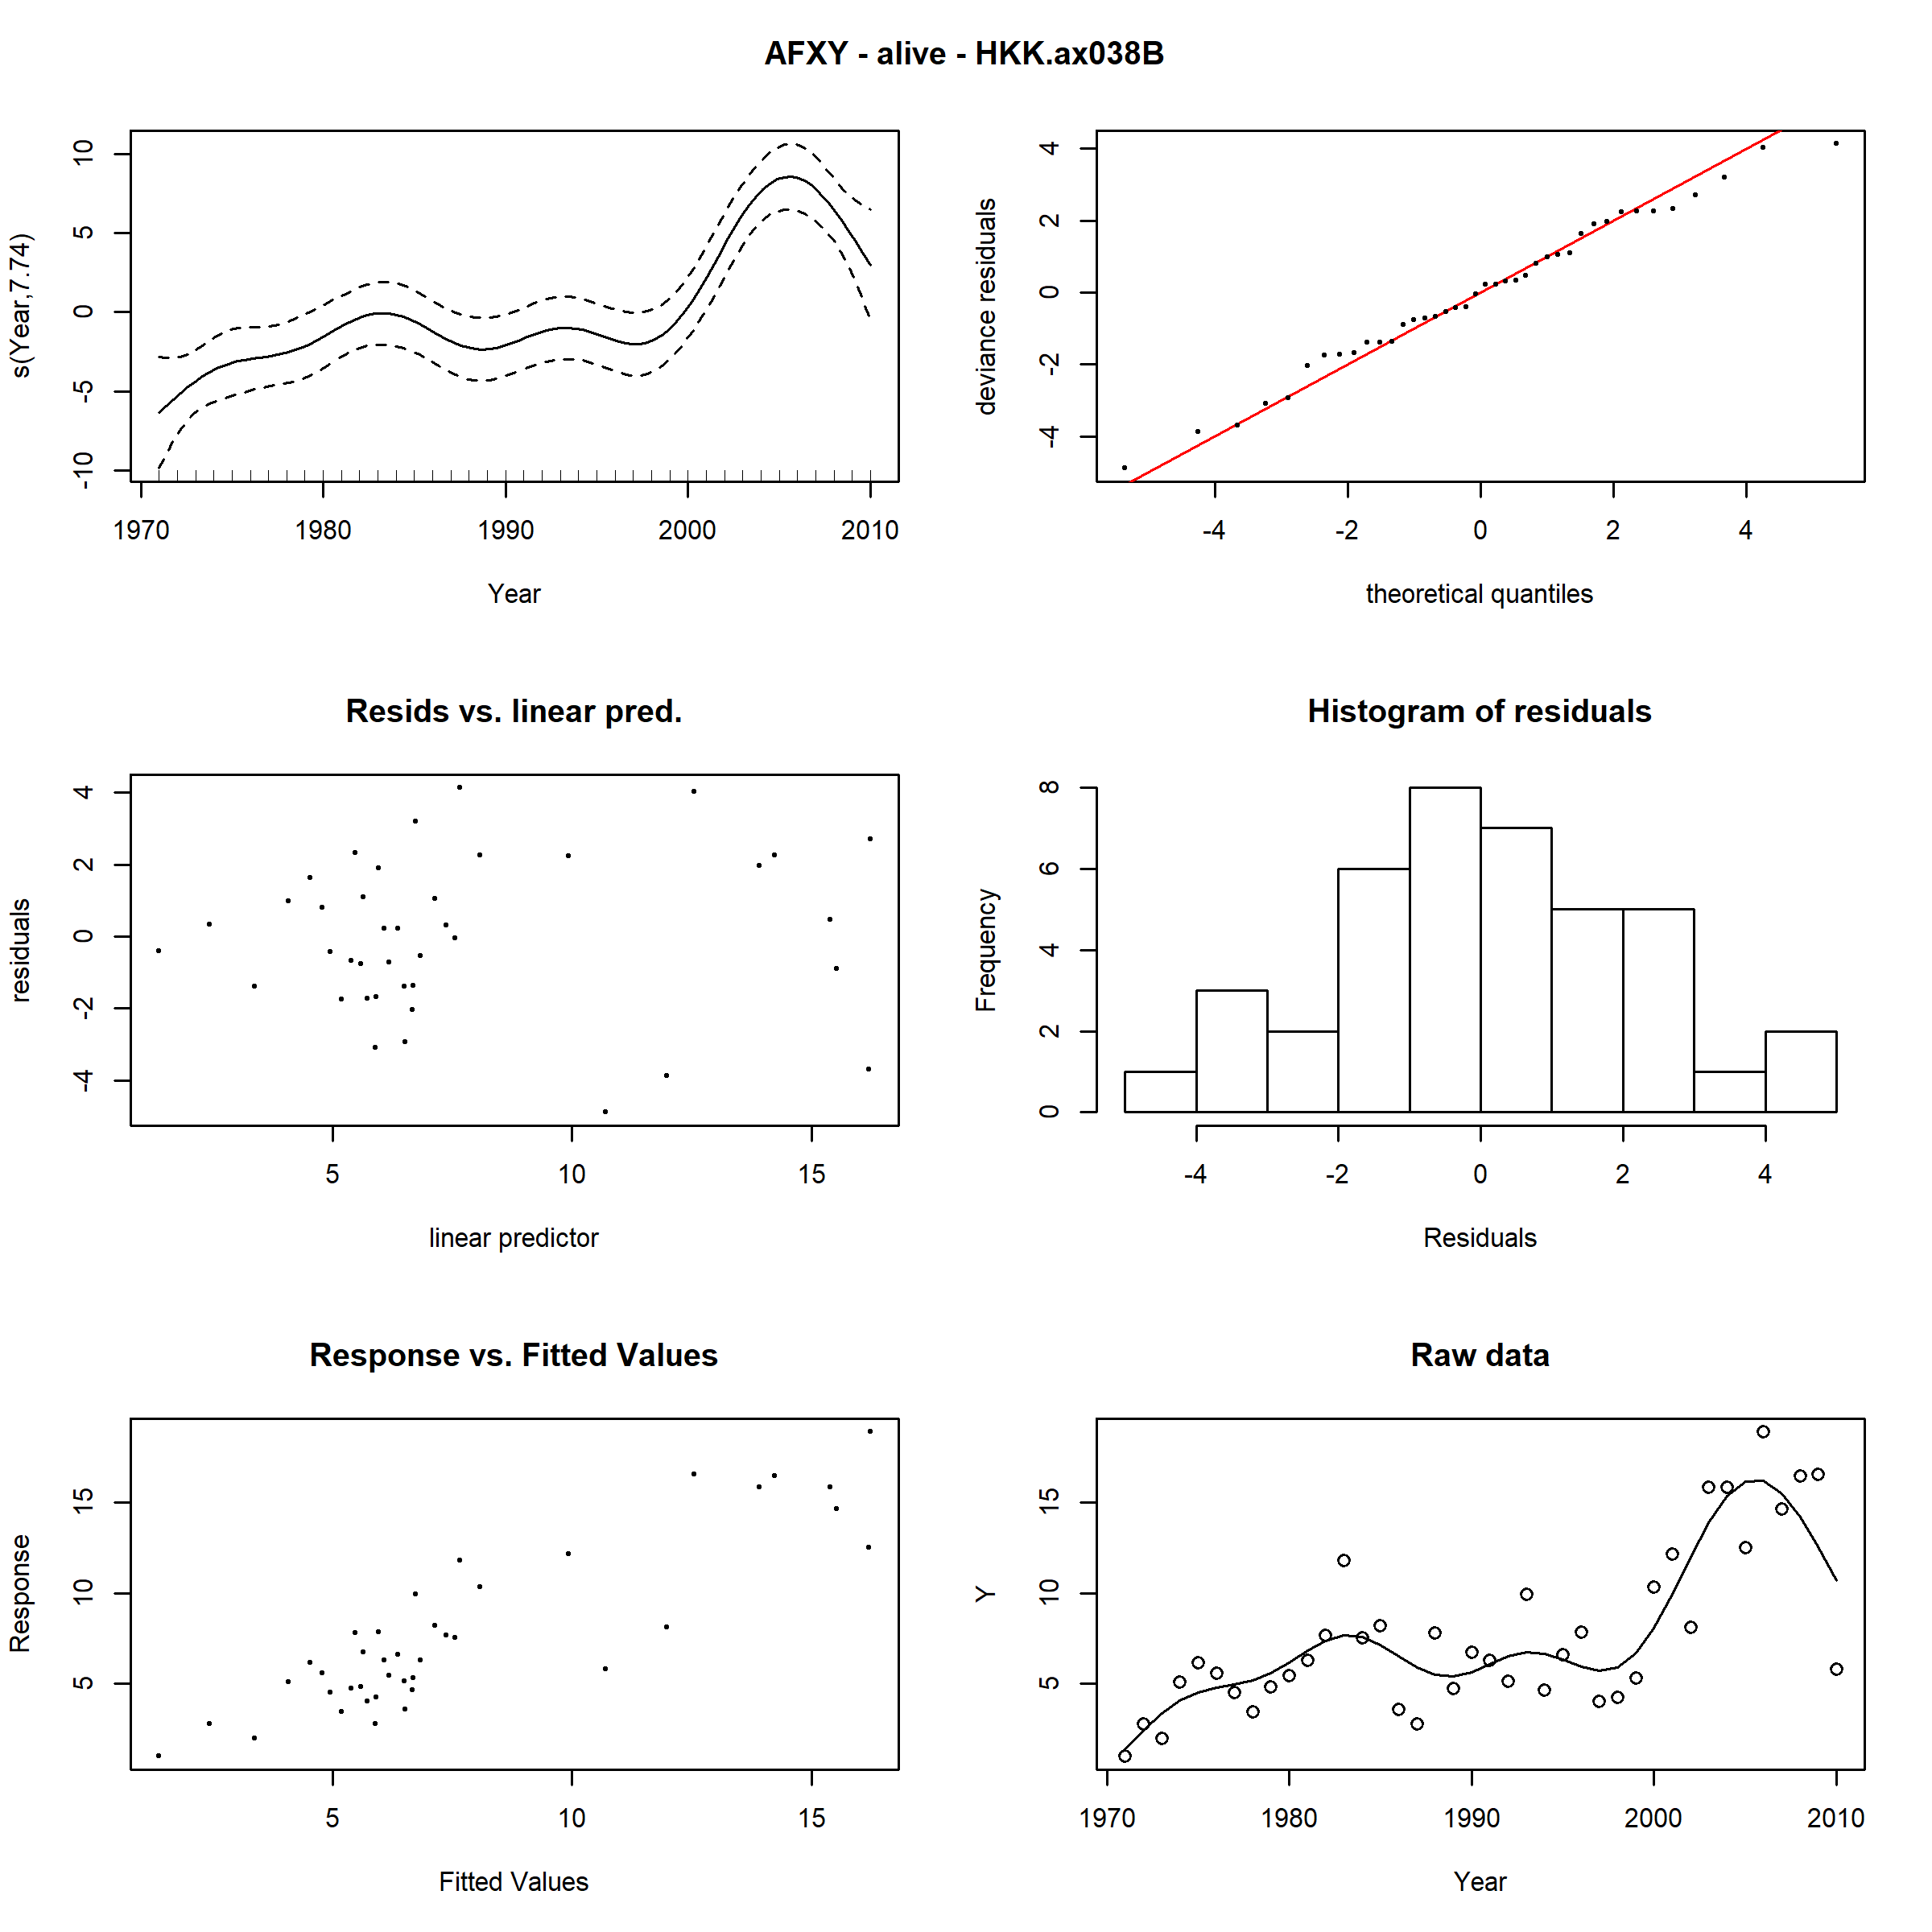 AFXY - alive - HKK.ax038B
s(Year,7.74)
10
5
0
-5
-10
1970 1980 1990 2000 2010
Year
deviance residuals
4
2
0
-2
-4
-4 -2 0 2 4
theoretical quantiles
Resids vs. linear pred.
residuals
4
2
0
-2
-4
5 10 15
linear predictor
Histogram of residuals
Frequency
8
6
4
2
0
-4 -2 0 2 4
Residuals
Response vs. Fitted Values
Response
15
10
5
5 10 15
Fitted Values
Raw data
Y
15
10
5
1970 1980 1990 2000 2010
Year